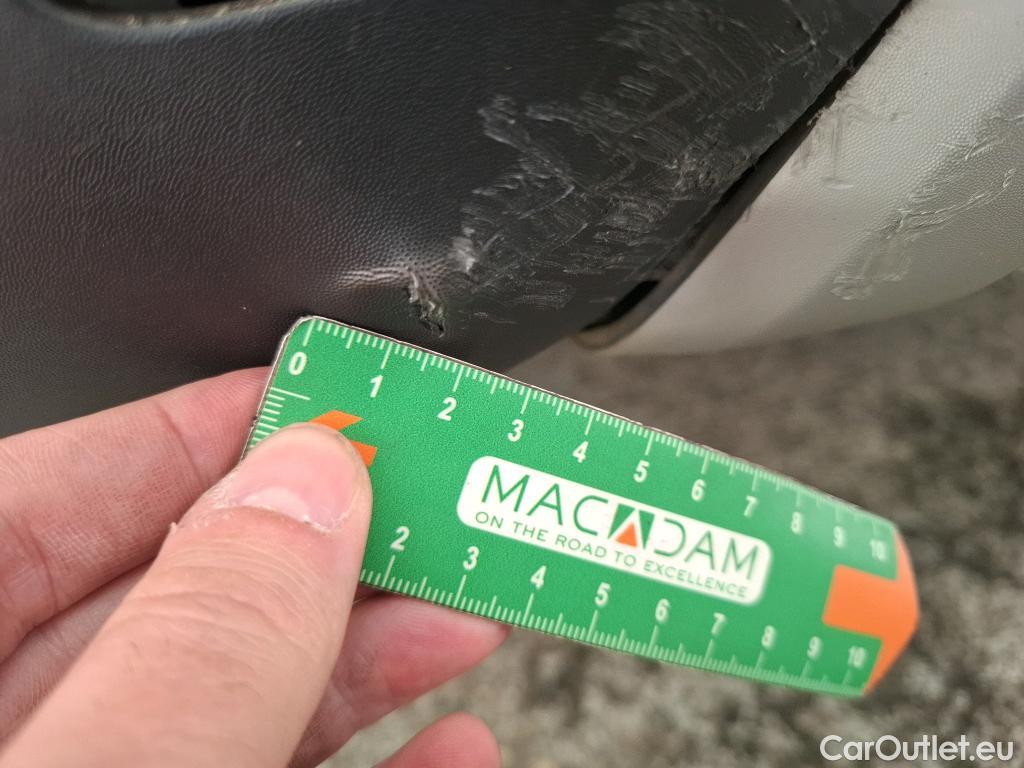 0 1 2 3 4 5 6 7 8 9 10
MACADAM
ON THE ROAD TO EXCELLENCE
2 3 4 5 6 7 8 9 10
CarOutlet.eu